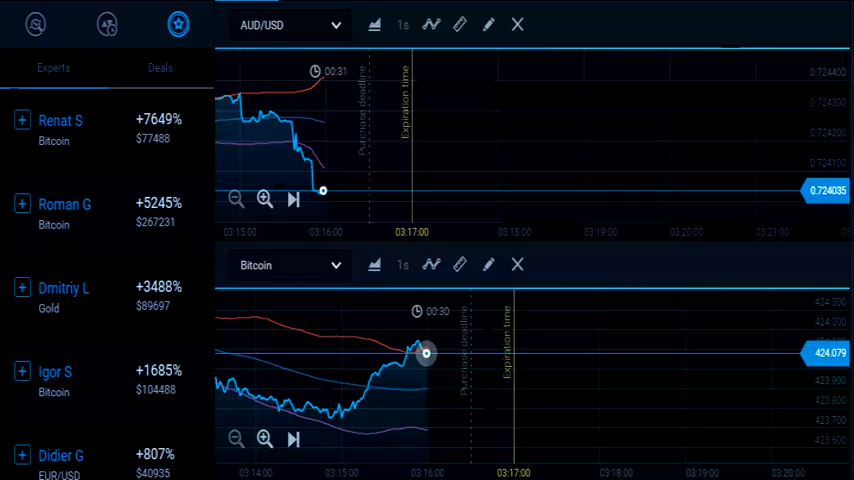 Experts Deals
Renat S +7649%
Bitcoin $77488
Roman G +5245%
Bitcoin $267231
Dmitriy L +3488%
Gold $89697
Igor S +1685%
Bitcoin $104488
Didier G +807%
EUR/USD $40935
AUD/USD 1s
00:31
Purchase deadline
Expiration time
0.724400
0.724300
0.724200
0.724100
0.724035
03:15:00 03:16:00 03:17:00 03:18:00 03:19:00 03:20:00 03:21:00
Bitcoin 1s
00:30
Purchase deadline
Expiration time
424.300
424.200
424.079
423.900
423.800
423.700
423.600
03:14:00 03:15:00 03:16:00 03:17:00 03:18:00 03:19:00 03:20:00